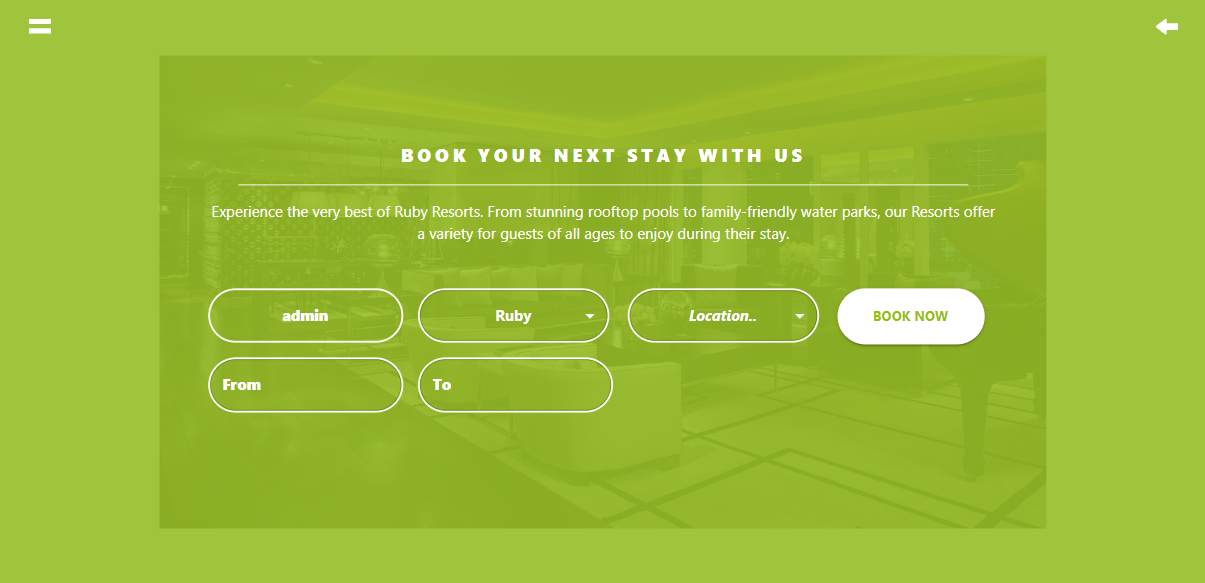 BOOK YOUR NEXT STAY WITH US
Experience the very best of Ruby Resorts. From stunning rooftop pools to family-friendly water parks, our Resorts offer
a variety for guests of all ages to enjoy during their stay.
admin
Ruby
Location..
BOOK NOW
From
To